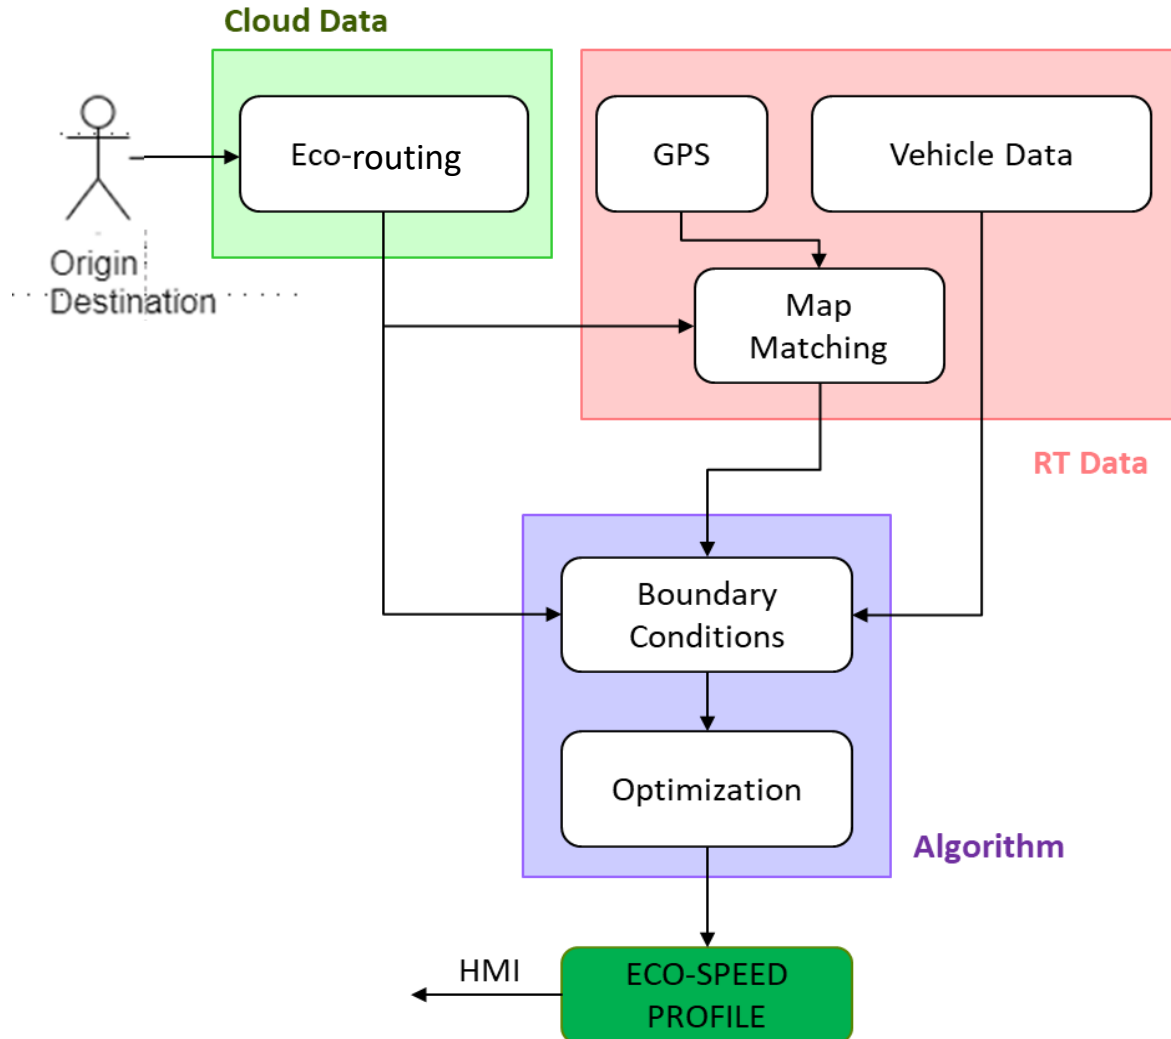 Cloud Data
Eco-routing
GPS
Vehicle Data
Origin
Destination
Map
Matching
RT Data
Boundary
Conditions
Optimization
Algorithm
HMI
ECO-SPEED
PROFILE